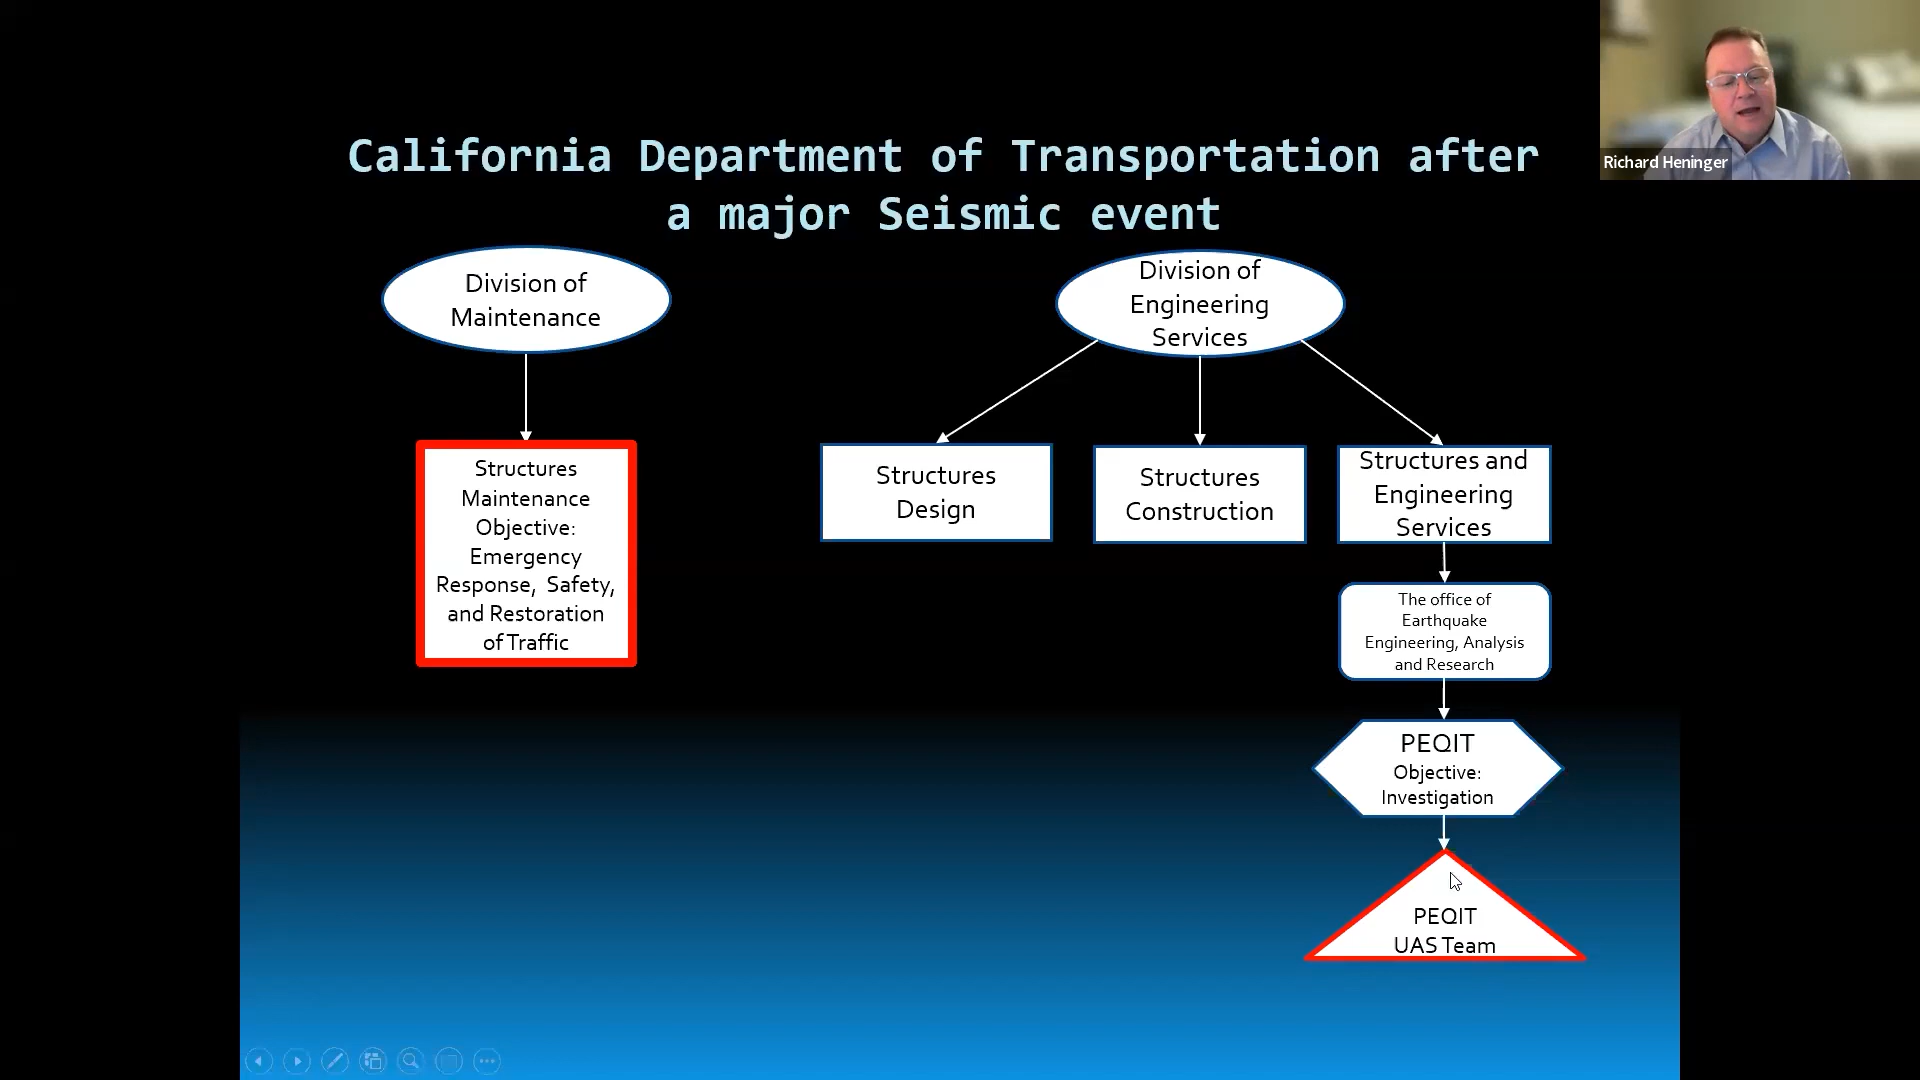 Richard Heninger
California Department of Transportation after
a major Seismic event
Division of
Maintenance
Structures
Maintenance
Objective:
Emergency
Response, Safety,
and Restoration
of Traffic
Division of
Engineering
Services
Structures
Design
Structures
Construction
Structures and
Engineering
Services
The office of
Earthquake
Engineering, Analysis
and Research
PEQIT
Objective:
Investigation
PEQIT
UAS Team